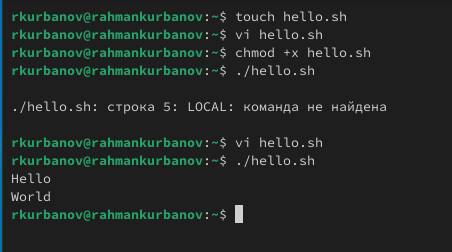 rkurbanov@rahmankurbanov:~$ touch hello.sh
rkurbanov@rahmankurbanov:~$ vi hello.sh
rkurbanov@rahmankurbanov:~$ chmod +x hello.sh
rkurbanov@rahmankurbanov:~$ ./hello.sh
./hello.sh: строка 5: LOCAL: команда не найдена
rkurbanov@rahmankurbanov:~$ vi hello.sh
rkurbanov@rahmankurbanov:~$ ./hello.sh
Hello
World
rkurbanov@rahmankurbanov:~$